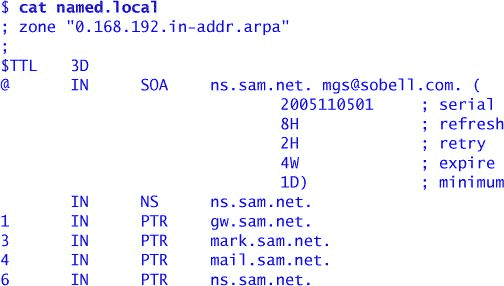 $ cat named.local
; zone "0.168.192.in-addr.arpa"
;
$TTL    3D
@       IN      SOA     ns.sam.net. mgs@sobell.com. (
                                2005110501      ; serial
                                8H              ; refresh
                                2H              ; retry
                                4W              ; expire
                                1D)             ; minimum
        IN      NS      ns.sam.net.
1       IN      PTR     gw.sam.net.
3       IN      PTR     mark.sam.net.
4       IN      PTR     mail.sam.net.
6       IN      PTR     ns.sam.net.